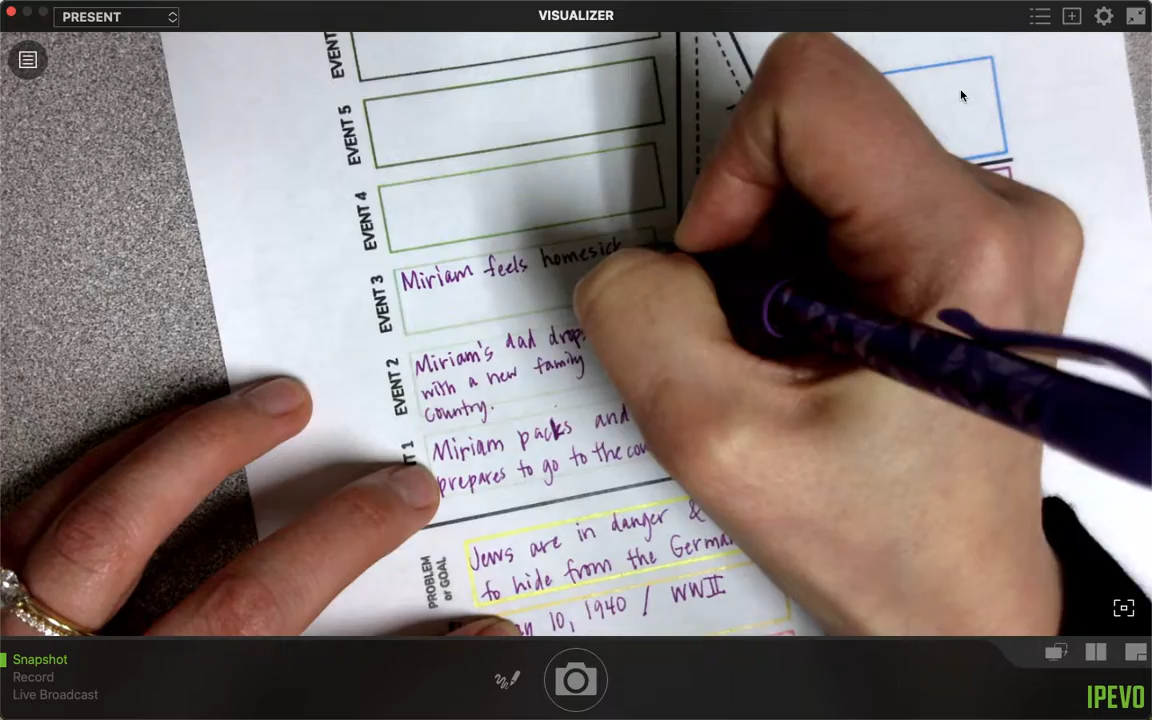 PRESENT
VISUALIZER
EVENT
EVENT 5
EVENT 4
EVENT 3
Miriam feels homesick
EVENT 2
Miriam's dad drops
with a new family
country.
T 1
Miriam packs and
prepares to go to the cou
PROBLEM
or GOAL
Jews are in danger &
to hide from the German
10, 1940 / WWII
Snapshot
Record
Live Broadcast
IPEVO